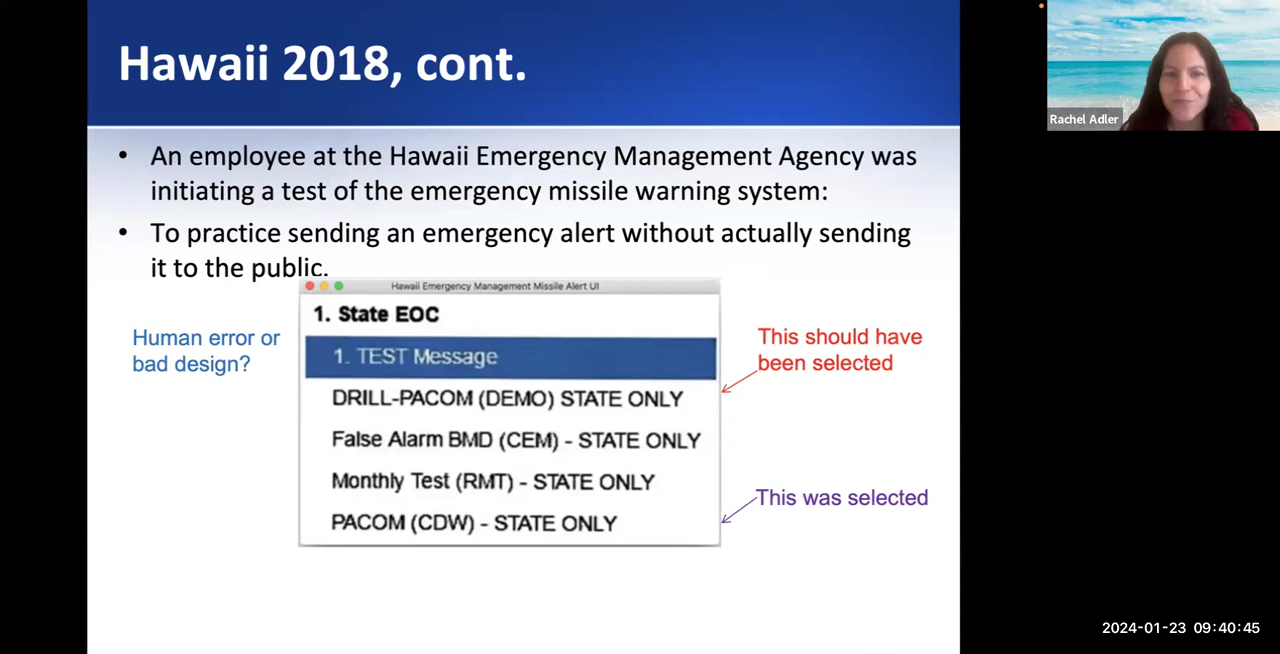 Hawaii 2018, cont.
• An employee at the Hawaii Emergency Management Agency was
initiating a test of the emergency missile warning system:
• To practice sending an emergency alert without actually sending
it to the public.
Hawaii Emergency Management Missile Alert UI
1. State EOC
1. TEST Message
DRILL-PACOM (DEMO) STATE ONLY
False Alarm BMD (CEM) - STATE ONLY
Monthly Test (RMT) - STATE ONLY
PACOM (CDW) - STATE ONLY
Human error or
bad design?
This should have
been selected
This was selected
Rachel Adler
2024-01-23 09:40:45